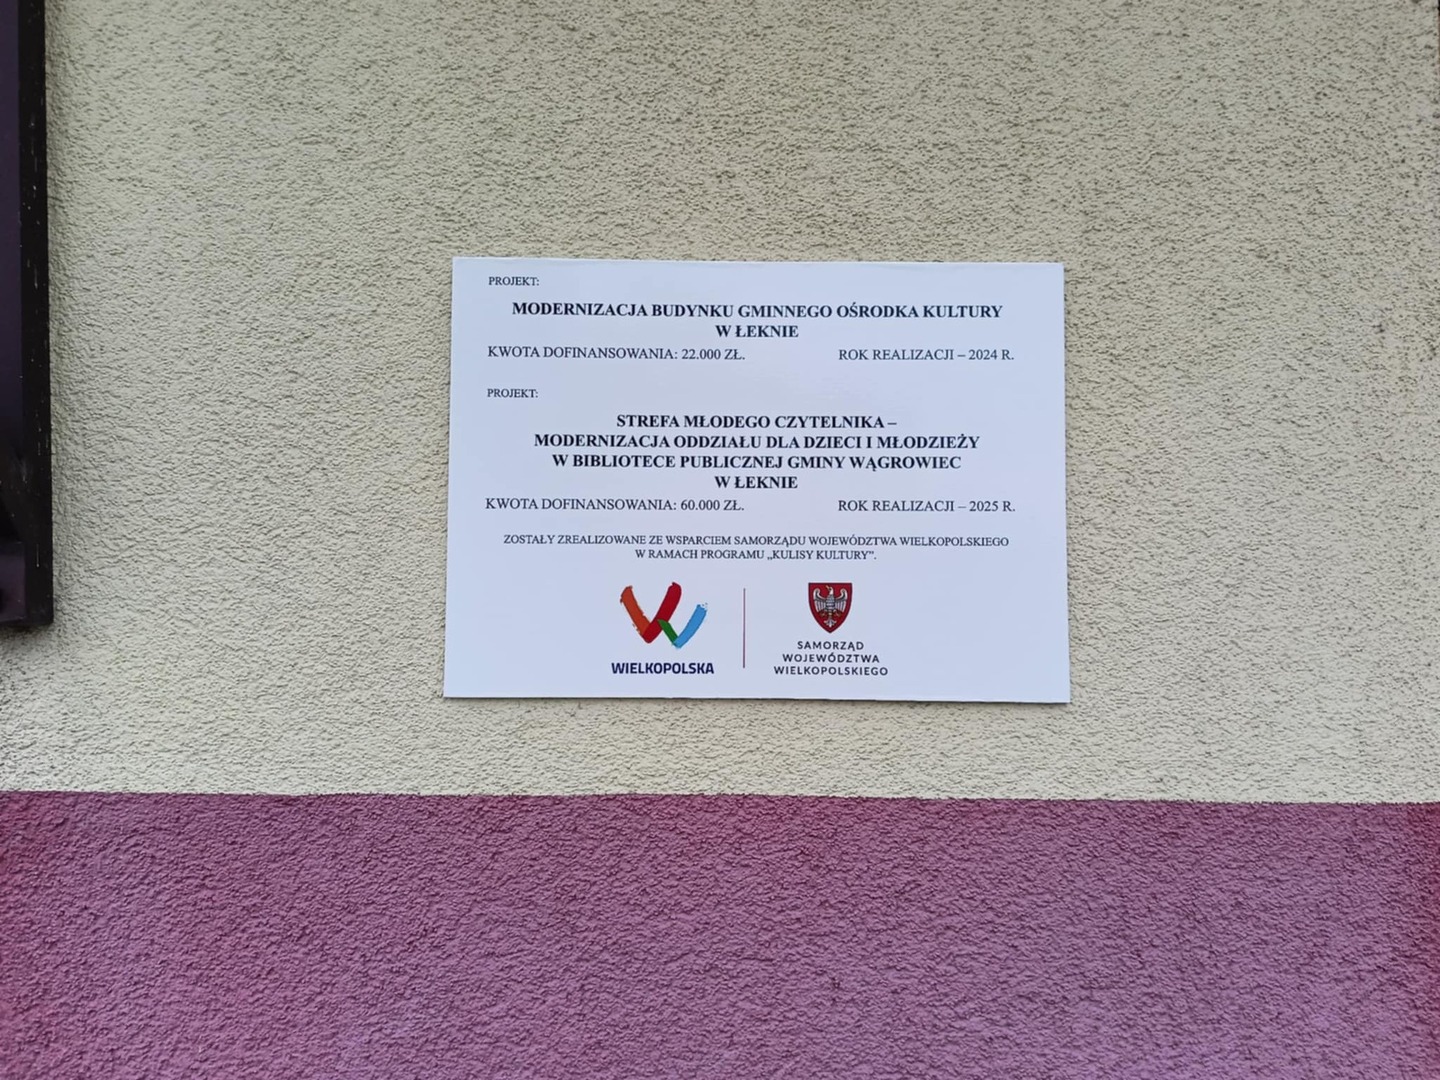 PROJEKT:
MODERNIZACJA BUDYNKU GMINNEGO OŚRODKA KULTURY
W ŁEKNIE
KWOTA DOFINANSOWANIA: 22.000 ZŁ. ROK REALIZACJI – 2024 R.
PROJEKT:
STREFA MŁODEGO CZYTELNIKA –
MODERNIZACJA ODDZIAŁU DLA DZIECI I MŁODZIEŻY
W BIBLIOTECE PUBLICZNEJ GMINY WĄGROWIEC
W ŁEKNIE
KWOTA DOFINANSOWANIA: 60.000 ZŁ. ROK REALIZACJI – 2025 R.
ZOSTAŁY ZREALIZOWANE ZE WSPARCIEM SAMORZĄDU WOJEWÓDZTWA WIELKOPOLSKIEGO
W RAMACH PROGRAMU „KULISY KULTURY”.
WIELKOPOLSKA
SAMORZĄD
WOJEWÓDZTWA
WIELKOPOLSKIEGO